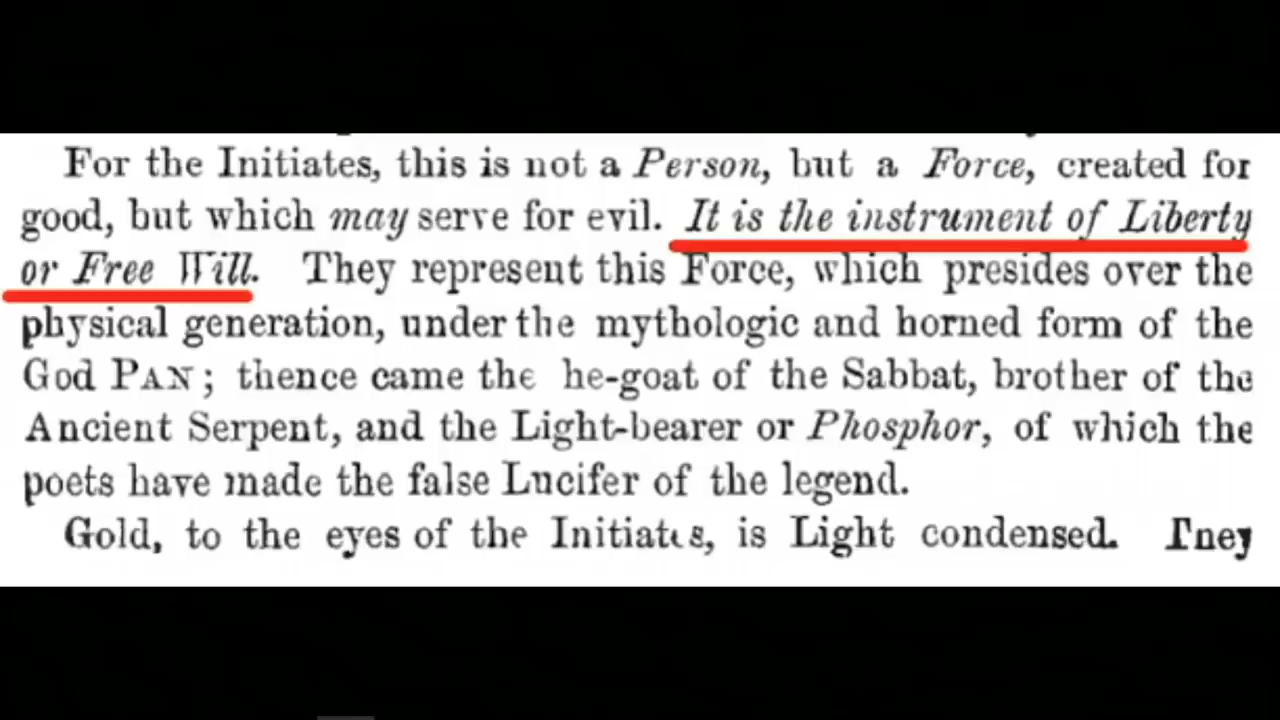 For the Initiates, this is not a Person, but a Force, created for
good, but which may serve for evil. It is the instrument of Liberty
or Free Will. They represent this Force, which presides over the
physical generation, under the mythologic and horned form of the
God PAN; thence came the he-goat of the Sabbat, brother of the
Ancient Serpent, and the Light-bearer or Phosphor, of which the
poets have made the false Lucifer of the legend.
Gold, to the eyes of the Initiates, is Light condensed. They